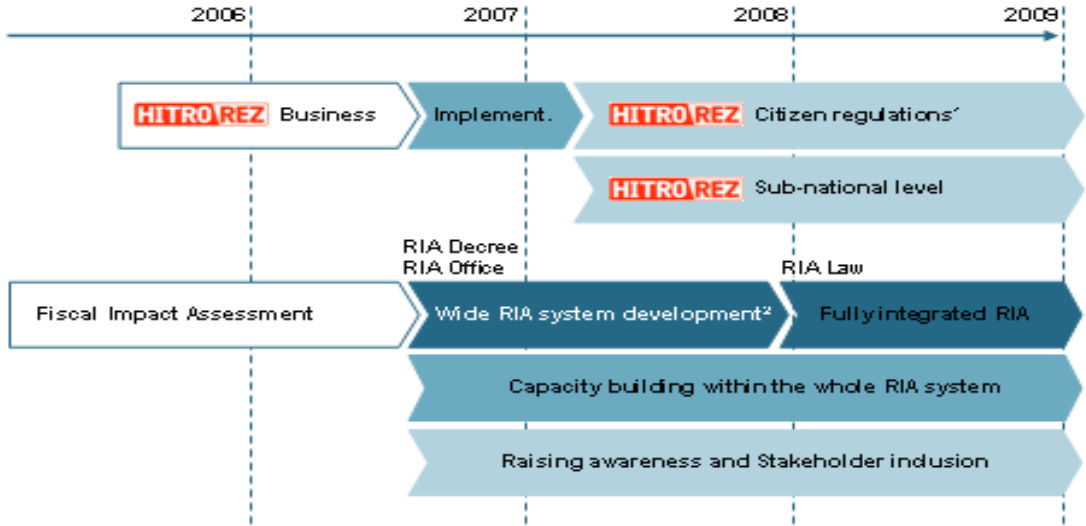 2006 2007 2008 2009
HITRO REZ Business
Implement.
HITRO REZ Citizen regulations¹
HITRO REZ Sub-national level
RIA Decree
RIA Office
RIA Law
Fiscal Impact Assessment
Wide RIA system development²
Fully integrated RIA
Capacity building within the whole RIA system
Raising awareness and Stakeholder inclusion